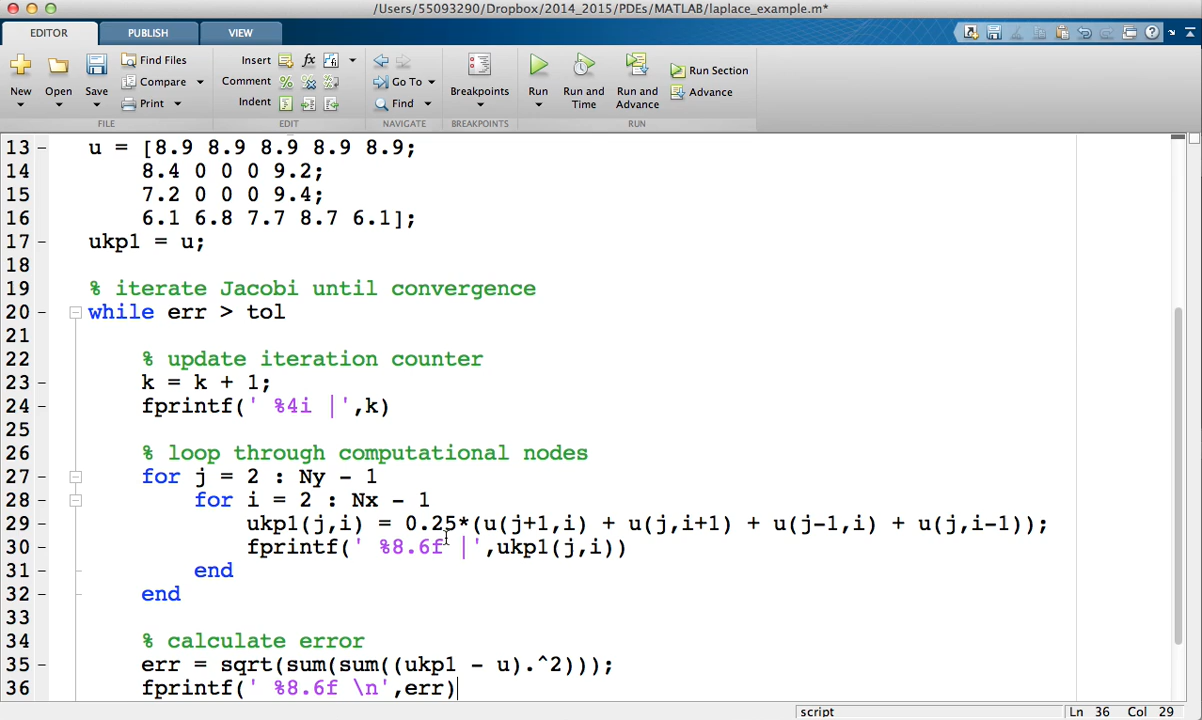 /Users/55093290/Dropbox/2014_2015/PDEs/MATLAB/laplace_example.m*
EDITOR PUBLISH VIEW
New Open Save Find Files Compare Print
Insert Comment Indent fx
Go To Find
Breakpoints
Run Run and Time Run and Advance Run Section Advance
FILE EDIT NAVIGATE BREAKPOINTS RUN
13 – u = [8.9 8.9 8.9 8.9 8.9;
14 8.4 0 0 0 9.2;
15 – 7.2 0 0 0 9.4;
16 – 6.1 6.8 7.7 8.7 6.1];
17 – ukp1 = u;
18
19 % iterate Jacobi until convergence
20 – while err > tol
21
22 % update iteration counter
23 – k = k + 1;
24 – fprintf(' %4i |',k)
25
26 % loop through computational nodes
27 – for j = 2 : Ny - 1
28 – for i = 2 : Nx - 1
29 – ukp1(j,i) = 0.25*(u(j+1,i) + u(j,i+1) + u(j-1,i) + u(j,i-1));
30 – fprintf(' %8.6f |',ukp1(j,i))
31 – end
32 – end
33
34 % calculate error
35 – err = sqrt(sum(sum((ukp1 - u).^2)));
36 fprintf(' %8.6f \n',err)
script Ln 36 Col 29